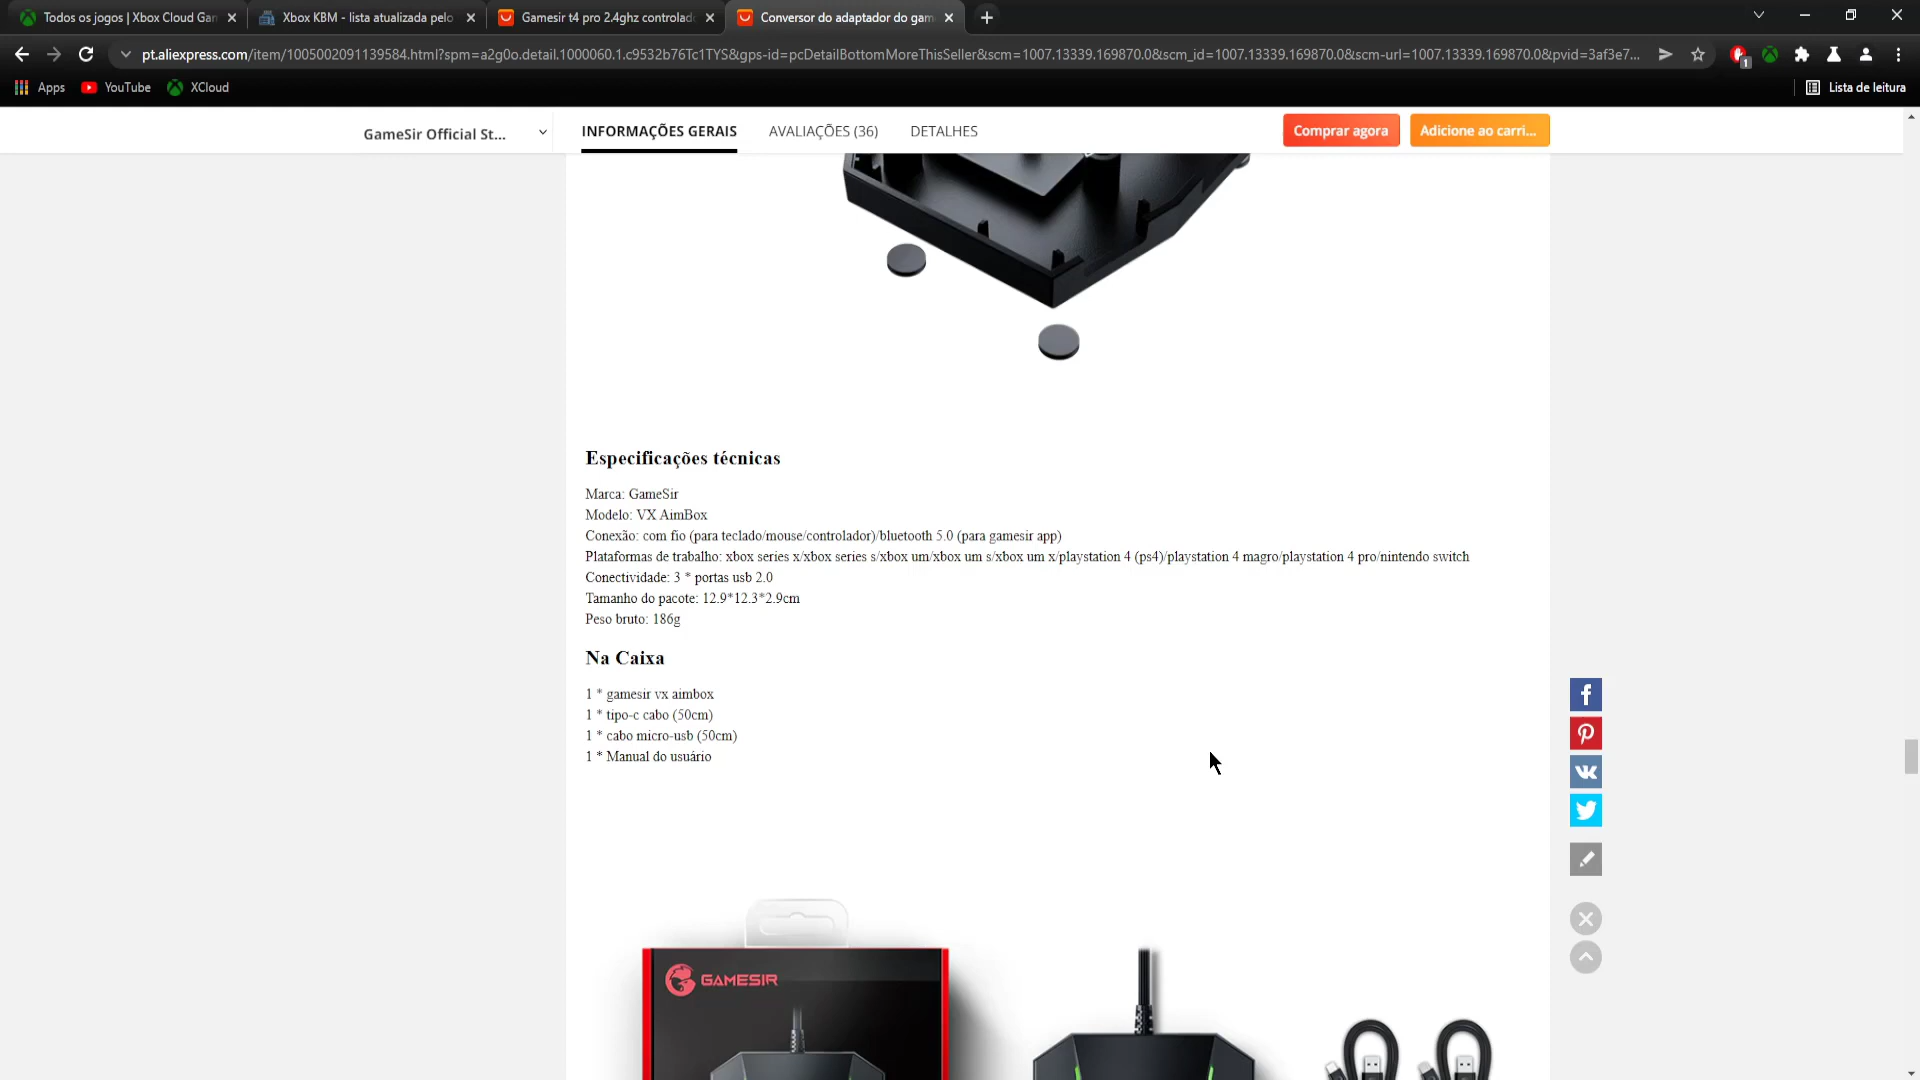 Todos os jogos | Xbox Cloud Gan
Xbox KBM - lista atualizada pelo
Gamesir t4 pro 2.4ghz controlad
Conversor do adaptador do gam
pt.aliexpress.com/item/1005002091139584.html?spm=a2g0o.detail.1000060.1.c9532b76Tc1TYS&gps-id=pcDetailBottomMoreThisSeller&scm=1007.13339.169870.0&scm_id=1007.13339.169870.0&scm-url=1007.13339.169870.0&pvid=3af3e7...
1
Apps
YouTube
XCloud
Lista de leitura
GameSir Official St...
INFORMAÇÕES GERAIS
AVALIAÇÕES (36)
DETALHES
Comprar agora
Adicione ao carri...
Especificações técnicas
Marca: GameSir
Modelo: VX AimBox
Conexão: com fio (para teclado/mouse/controlador)/bluetooth 5.0 (para gamesir app)
Plataformas de trabalho: xbox series x/xbox series s/xbox um/xbox um s/xbox um x/playstation 4 (ps4)/playstation 4 magro/playstation 4 pro/nintendo switch
Conectividade: 3 * portas usb 2.0
Tamanho do pacote: 12.9*12.3*2.9cm
Peso bruto: 186g
Na Caixa
1 * gamesir vx aimbox
1 * tipo-c cabo (50cm)
1 * cabo micro-usb (50cm)
1 * Manual do usuário
GAMESIR